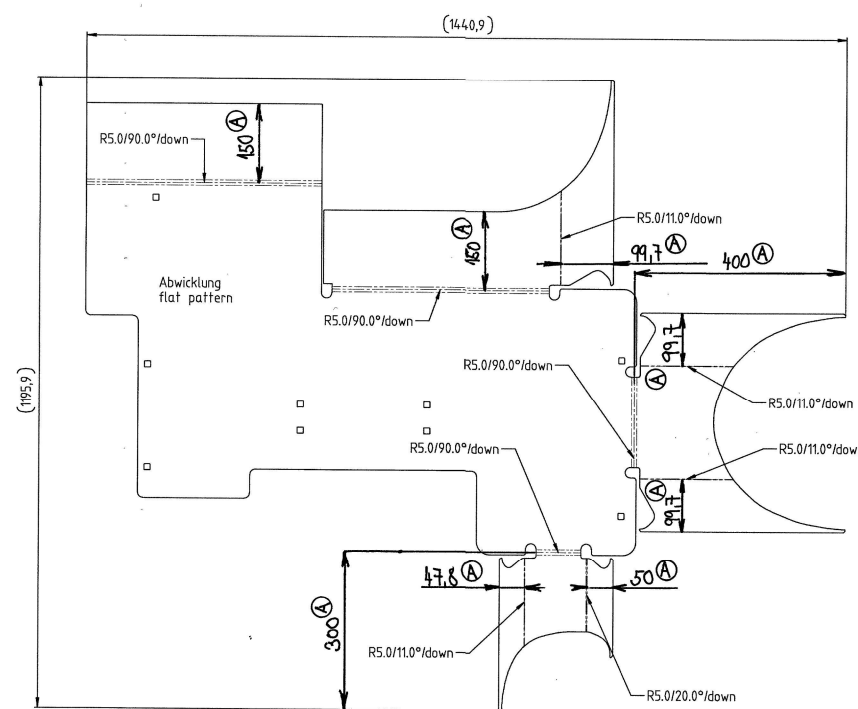 (1440,9)
R5.0/90.0°/down
150 A
R5.0/11.0°/down
150 A
99,7 A
400 A
Abwicklung
flat pattern
R5.0/90.0°/down
99,7
R5.0/90.0°/down
A
(1195,9)
R5.0/11.0°/down
R5.0/90.0°/down
R5.0/11.0°/dow
A
99,7
47,8 A
50 A
300 A
R5.0/11.0°/down
R5.0/20.0°/down